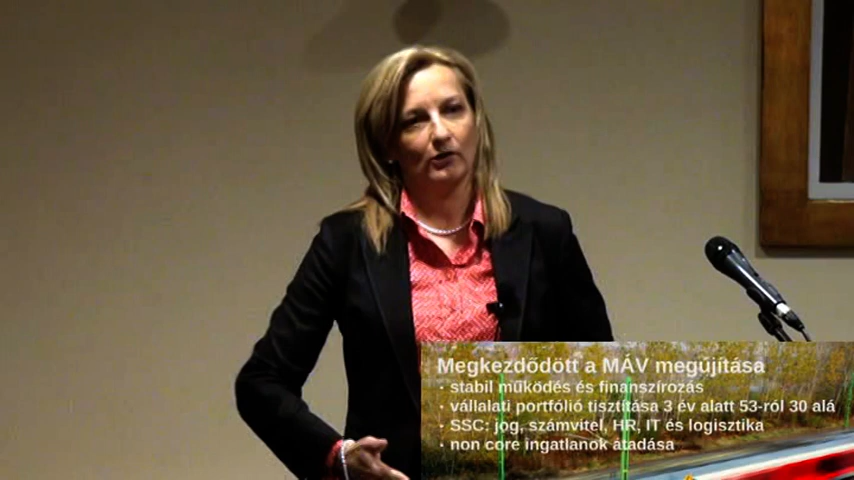 Megkezdődött a MÁV megújítása
• stabil működés és finanszírozás
• vállalati portfólió tisztítása 3 év alatt 53-ról 30 alá
• SSC: jog, számvitel, HR, IT és logisztika
• non core ingatlanok átadása